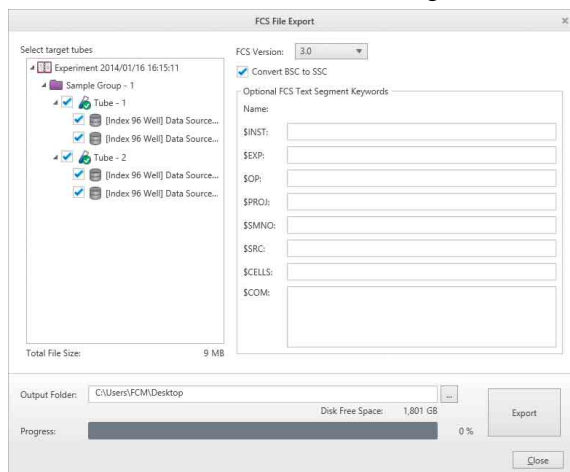 FCS File Export
Select target tubes
Experiment 2014/01/16 16:15:11
Sample Group - 1
Tube - 1
[Index 96 Well] Data Source...
[Index 96 Well] Data Source...
Tube - 2
[Index 96 Well] Data Source...
[Index 96 Well] Data Source...
Total File Size: 9 MB
FCS Version: 3.0
Convert BSC to SSC
Optional FCS Text Segment Keywords
Name:
$INST:
$EXP:
$OP:
$PROJ:
$SMNO:
$SRC:
$CELLS:
$COM:
Output Folder: C:\Users\FCM\Desktop ...
Disk Free Space: 1,801 GB
Export
Progress: 0 %
Close